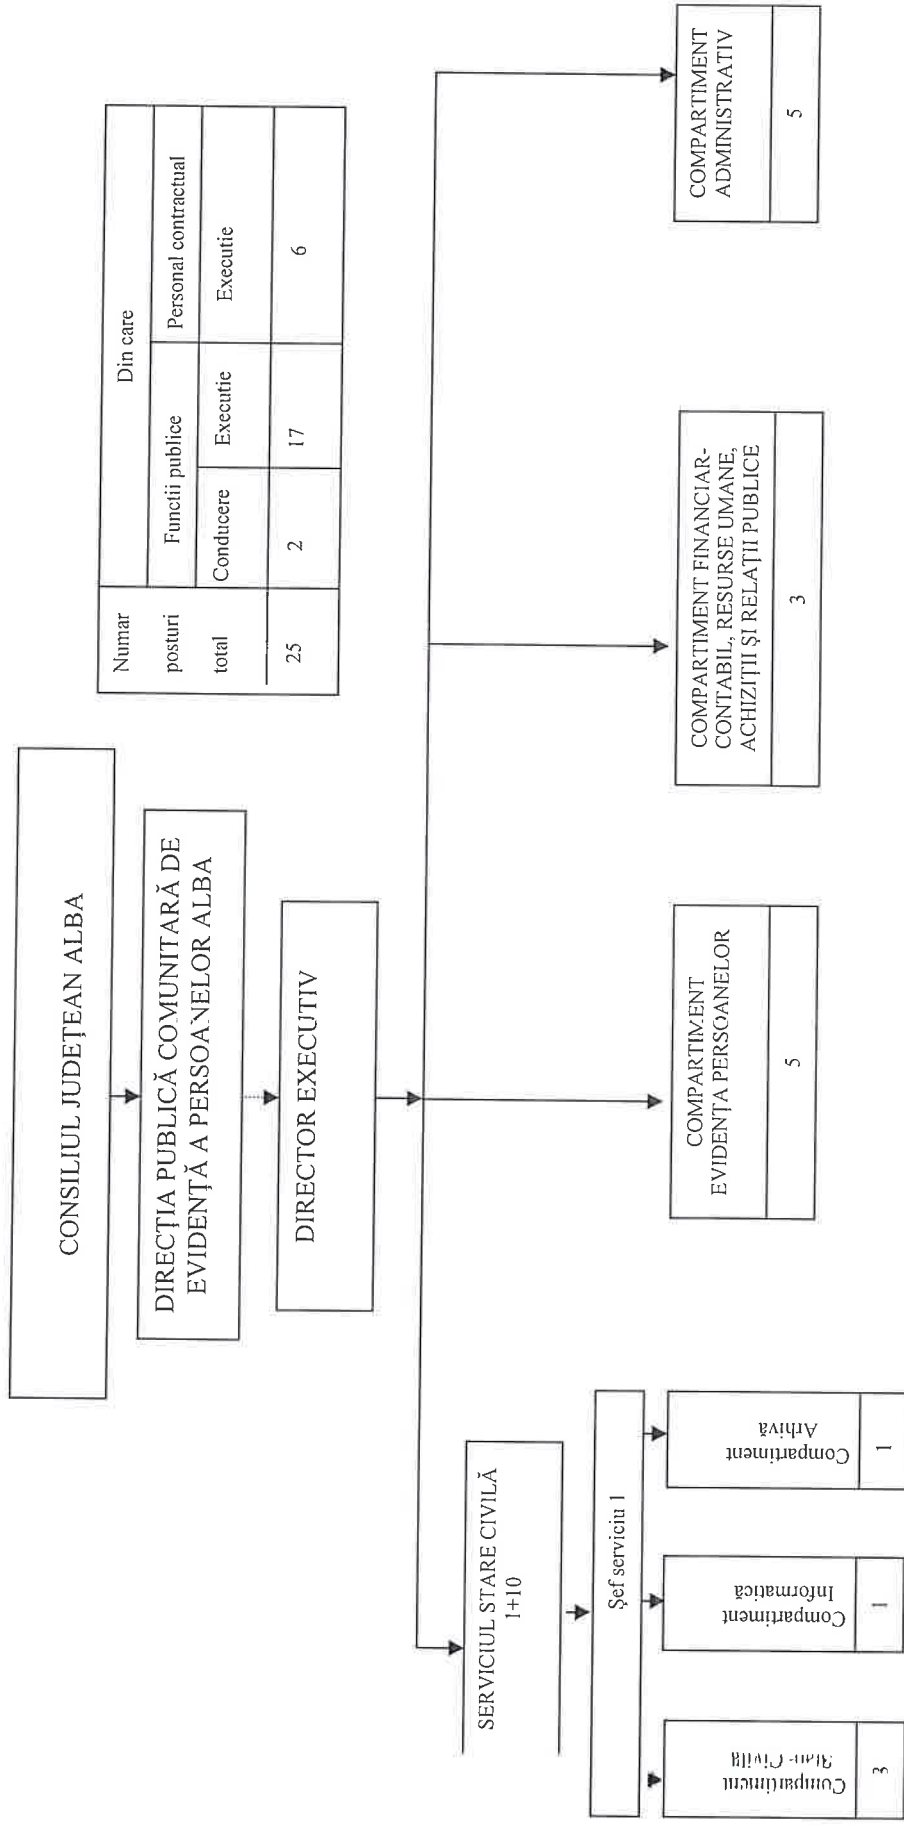 CONSILIUL JUDEȚEAN ALBA
DIRECȚIA PUBLICĂ COMUNITARĂ DE
EVIDENȚĂ A PERSOANELOR ALBA
DIRECTOR EXECUTIV
Numar
posturi
total
Din care
Functii publice
Personal contractual
Conducere
Executie
Executie
25
2
17
6
SERVICIUL STARE CIVILĂ
1+10
Șef serviciu 1
Compartiment
Stare Civilă
3
Compartiment
Informatică
1
Compartiment
Arhivă
1
COMPARTIMENT
EVIDENȚA PERSOANELOR
5
COMPARTIMENT FINANCIAR-
CONTABIL, RESURSE UMANE,
ACHIZIȚII ȘI RELAȚII PUBLICE
3
COMPARTIMENT
ADMINISTRATIV
5